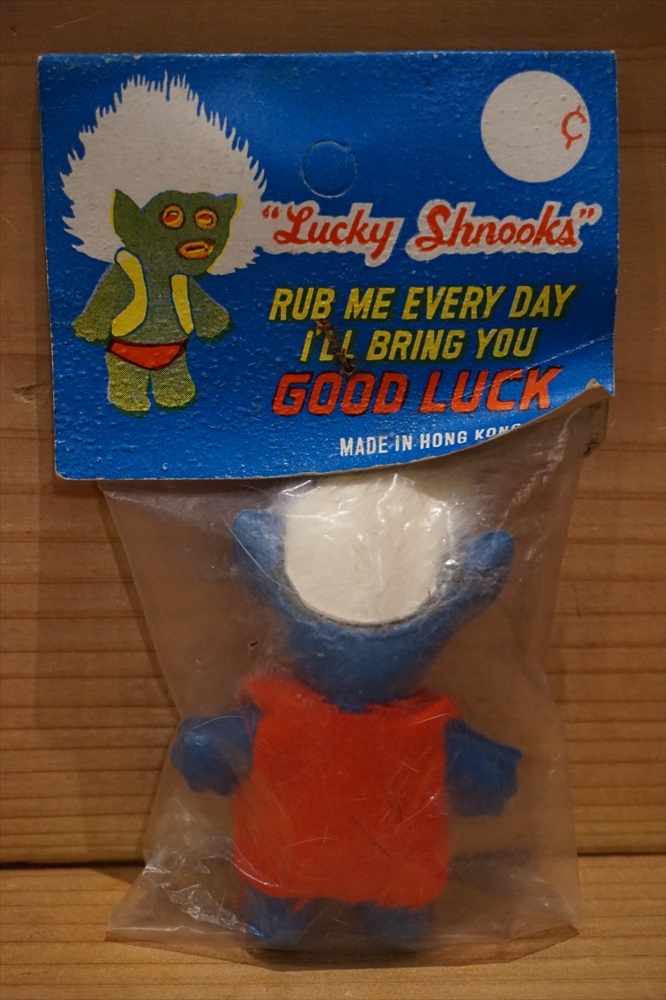 ¢
"Lucky Shnooks"
RUB ME EVERY DAY
I'LL BRING YOU
GOOD LUCK
MADE IN HONG KONG